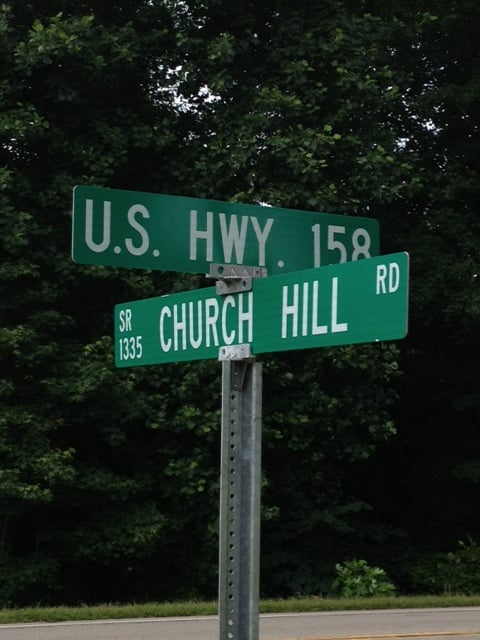 U.S. HWY. 158
SR 1335 CHURCH HILL RD